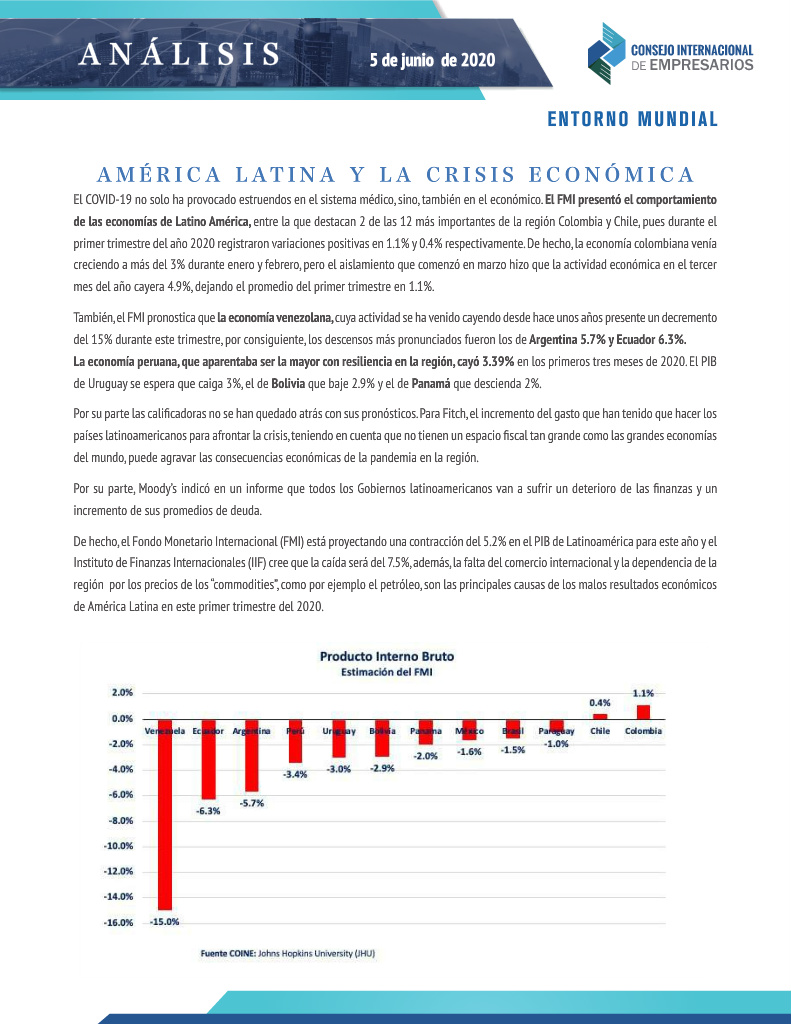 ANÁLISIS
5 de junio de 2020
CONSEJO INTERNACIONAL
DE EMPRESARIOS
ENTORNO MUNDIAL
AMÉRICA LATINA Y LA CRISIS ECONÓMICA
El COVID-19 no solo ha provocado estruendos en el sistema médico, sino, también en el económico. El FMI presentó el comportamiento
de las economías de Latino América, entre la que destacan 2 de las 12 más importantes de la región Colombia y Chile, pues durante el
primer trimestre del año 2020 registraron variaciones positivas en 1.1% y 0.4% respectivamente. De hecho, la economía colombiana venía
creciendo a más del 3% durante enero y febrero, pero el aislamiento que comenzó en marzo hizo que la actividad económica en el tercer
mes del año cayera 4.9%, dejando el promedio del primer trimestre en 1.1%.
También, el FMI pronostica que la economía venezolana, cuya actividad se ha venido cayendo desde hace unos años presente un decremento
del 15% durante este trimestre, por consiguiente, los descensos más pronunciados fueron los de Argentina 5.7% y Ecuador 6.3%.
La economía peruana, que aparentaba ser la mayor con resiliencia en la región, cayó 3.39% en los primeros tres meses de 2020. El PIB
de Uruguay se espera que caiga 3%, el de Bolivia que baje 2.9% y el de Panamá que descienda 2%.
Por su parte las calificadoras no se han quedado atrás con sus pronósticos. Para Fitch, el incremento del gasto que han tenido que hacer los
países latinoamericanos para afrontar la crisis, teniendo en cuenta que no tienen un espacio fiscal tan grande como las grandes economías
del mundo, puede agravar las consecuencias económicas de la pandemia en la región.
Por su parte, Moody's indicó en un informe que todos los Gobiernos latinoamericanos van a sufrir un deterioro de las finanzas y un
incremento de sus promedios de deuda.
De hecho, el Fondo Monetario Internacional (FMI) está proyectando una contracción del 5.2% en el PIB de Latinoamérica para este año y el
Instituto de Finanzas Internacionales (IIF) cree que la caída será del 7.5%, además, la falta del comercio internacional y la dependencia de la
región por los precios de los "commodities", como por ejemplo el petróleo, son las principales causas de los malos resultados económicos
de América Latina en este primer trimestre del 2020.
Producto Interno Bruto
Estimación del FMI
2.0%
0.0%
-2.0%
-4.0%
-6.0%
-8.0%
-10.0%
-12.0%
-14.0%
-16.0%
Venezuela Ecuador Argentina Perú Uruguay Bolivia Panama México Brasil Paraguay Chile Colombia
-15.0% -6.3% -5.7% -3.4% -3.0% -2.9% -2.0% -1.6% -1.5% -1.0% 0.4% 1.1%
Fuente COINE: Johns Hopkins University (JHU)